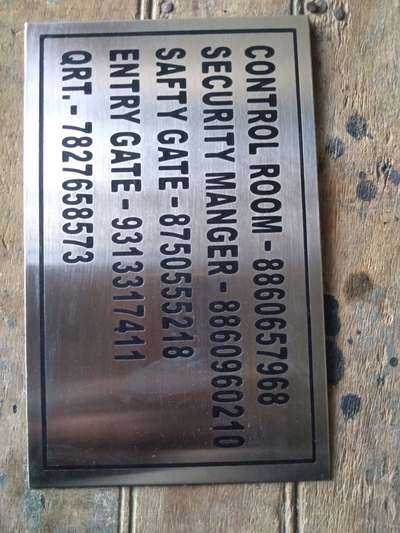 CONTROL ROOM - 8860657968
SECURITY MANGER - 8860960210
SAFTY GATE - 8750555218
ENTRY GATE - 9313317411
QRT. - 7827658573